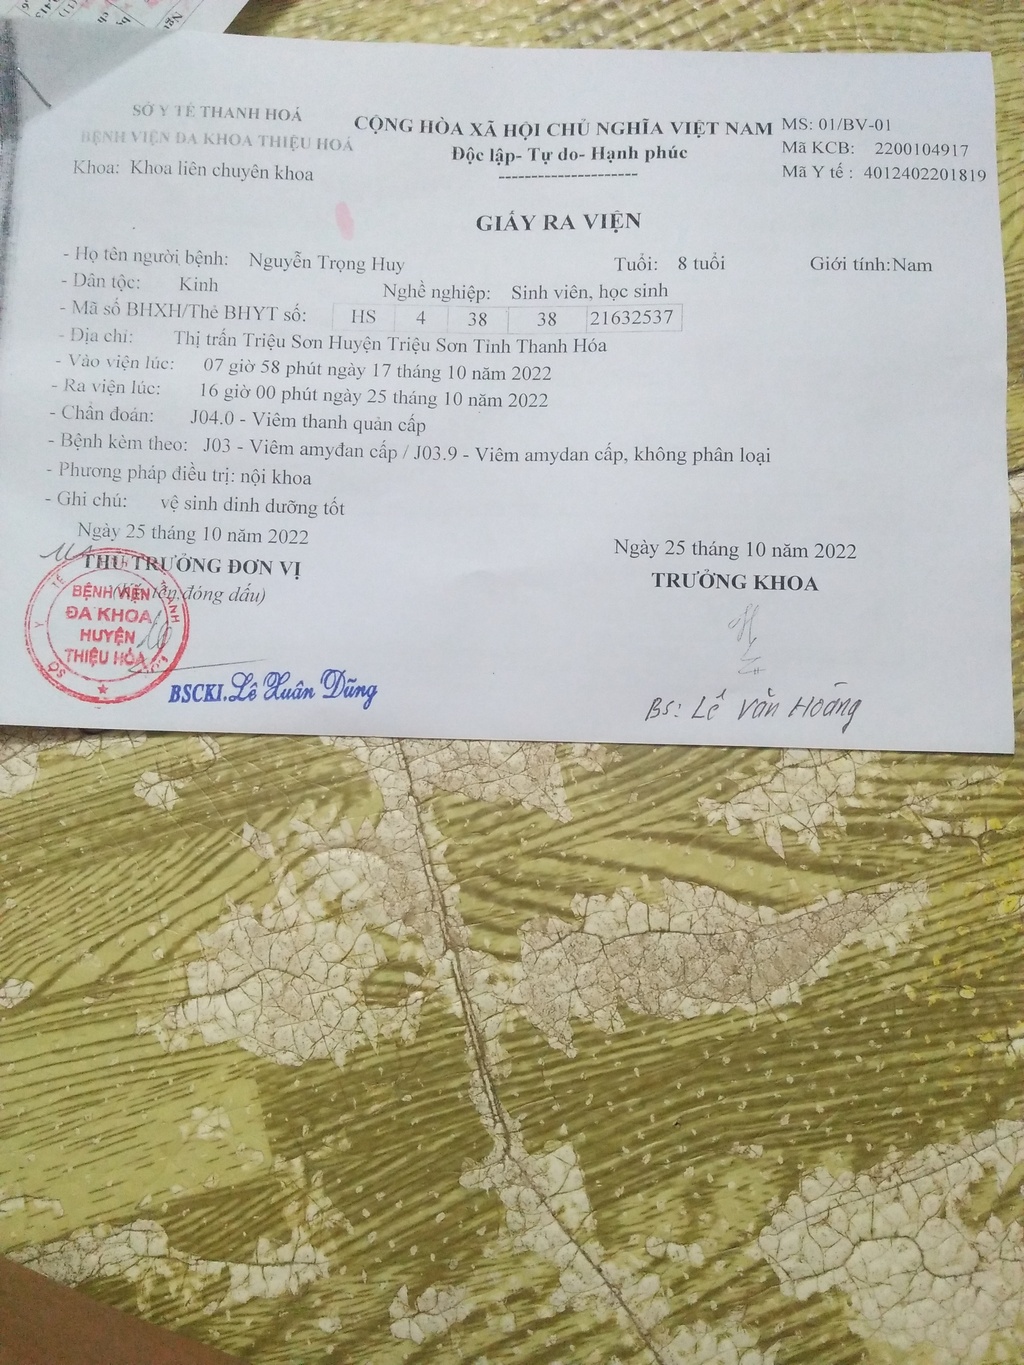 SỞ Y TẾ THANH HOÁ
BỆNH VIỆN ĐA KHOA THIỆU HOÁ
Khoa: Khoa liên chuyên khoa
CỘNG HÒA XÃ HỘI CHỦ NGHĨA VIỆT NAM
Độc lập- Tự do- Hạnh phúc
---------------------
MS: 01/BV-01
Mã KCB: 2200104917
Mã Y tế : 4012402201819
GIẤY RA VIỆN
- Họ tên người bệnh: Nguyễn Trọng Huy Tuổi: 8 tuổi Giới tính:Nam
- Dân tộc: Kinh Nghề nghiệp: Sinh viên, học sinh
- Mã số BHXH/Thẻ BHYT số: HS 4 38 38 21632537
- Địa chỉ: Thị trấn Triệu Sơn Huyện Triệu Sơn Tỉnh Thanh Hóa
- Vào viện lúc: 07 giờ 58 phút ngày 17 tháng 10 năm 2022
- Ra viện lúc: 16 giờ 00 phút ngày 25 tháng 10 năm 2022
- Chẩn đoán: J04.0 - Viêm thanh quản cấp
- Bệnh kèm theo: J03 - Viêm amyđan cấp / J03.9 - Viêm amydan cấp, không phân loại
- Phương pháp điều trị: nội khoa
- Ghi chú: vệ sinh dinh dưỡng tốt
Ngày 25 tháng 10 năm 2022
THỦ TRƯỞNG ĐƠN VỊ
(Ký tên, đóng dấu)
BỆNH VIỆN
ĐA KHOA
HUYỆN
THIỆU HÓA
BSCKI. Lê Xuân Dũng
Ngày 25 tháng 10 năm 2022
TRƯỞNG KHOA
BS: Lê Văn Hoàng